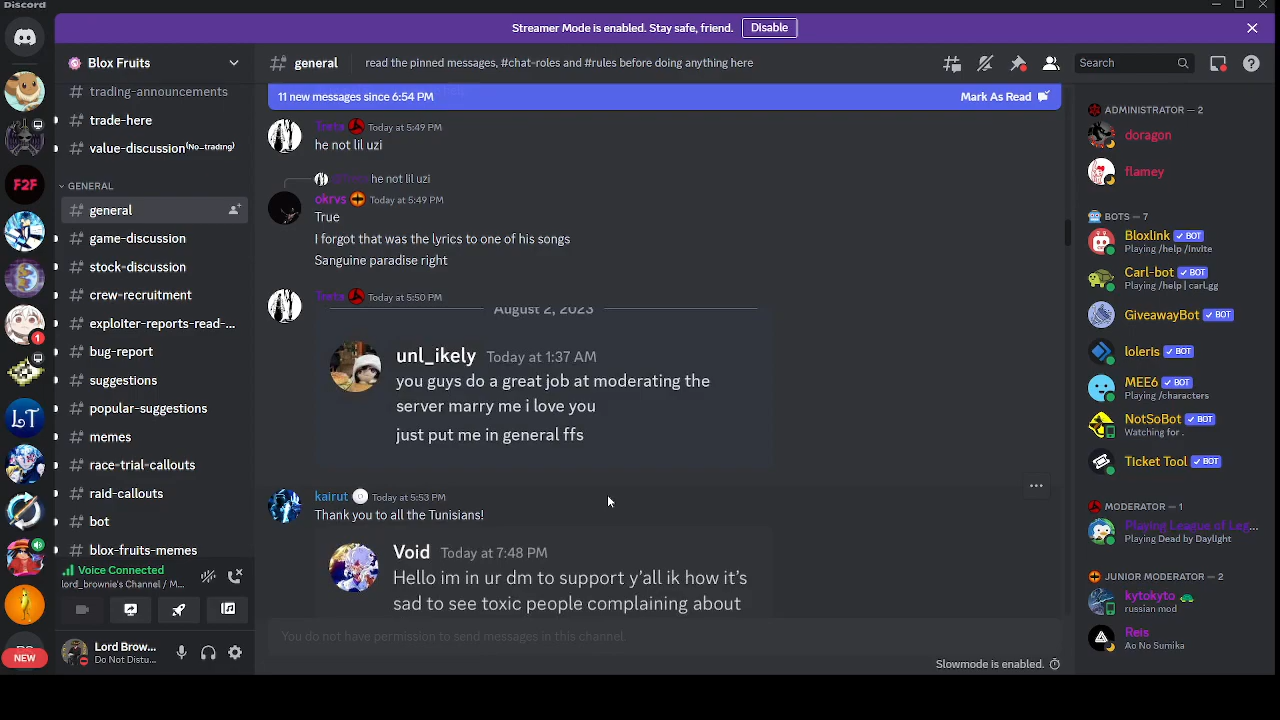 Discord
Streamer Mode is enabled. Stay safe, friend. Disable
Blox Fruits
general
read the pinned messages, #chat-roles and #rules before doing anything here
Search
11 new messages since 6:54 PM
Mark As Read
trading-announcements
trade-here
value-discussion(No_trading)
GENERAL
general
game-discussion
stock-discussion
crew-recruitment
exploiter-reports-read-...
bug-report
suggestions
popular-suggestions
memes
race-trial-callouts
raid-callouts
bot
blox-fruits-memes
F2F
1
LT
NEW
Voice Connected
lord_brownie's Channel / M...
Lord Brow...
Do Not Distu...
Today at 5:49 PM
he not lil uzi
he not lil uzi
okrvs Today at 5:49 PM
True
I forgot that was the lyrics to one of his songs
Sanguine paradise right
Today at 5:50 PM
August 2, 2023
unl_ikely Today at 1:37 AM
you guys do a great job at moderating the
server marry me i love you
just put me in general ffs
kairut Today at 5:53 PM
Thank you to all the Tunisians!
Void Today at 7:48 PM
Hello im in ur dm to support y'all ik how it's
sad to see toxic people complaining about
You do not have permission to send messages in this channel
Slowmode is enabled.
ADMINISTRATOR — 2
doragon
flamey
BOTS — 7
Bloxlink BOT
Playing /help /invite
Carl-bot BOT
Playing /help | carl.gg
GiveawayBot BOT
loleris BOT
MEE6 BOT
Playing /characters
NotSoBot BOT
Watching for .
Ticket Tool BOT
MODERATOR — 1
Playing League of Leg...
Playing Dead by Daylight
JUNIOR MODERATOR — 2
kytokyto
russian mod
Reis
Ao No Sumika